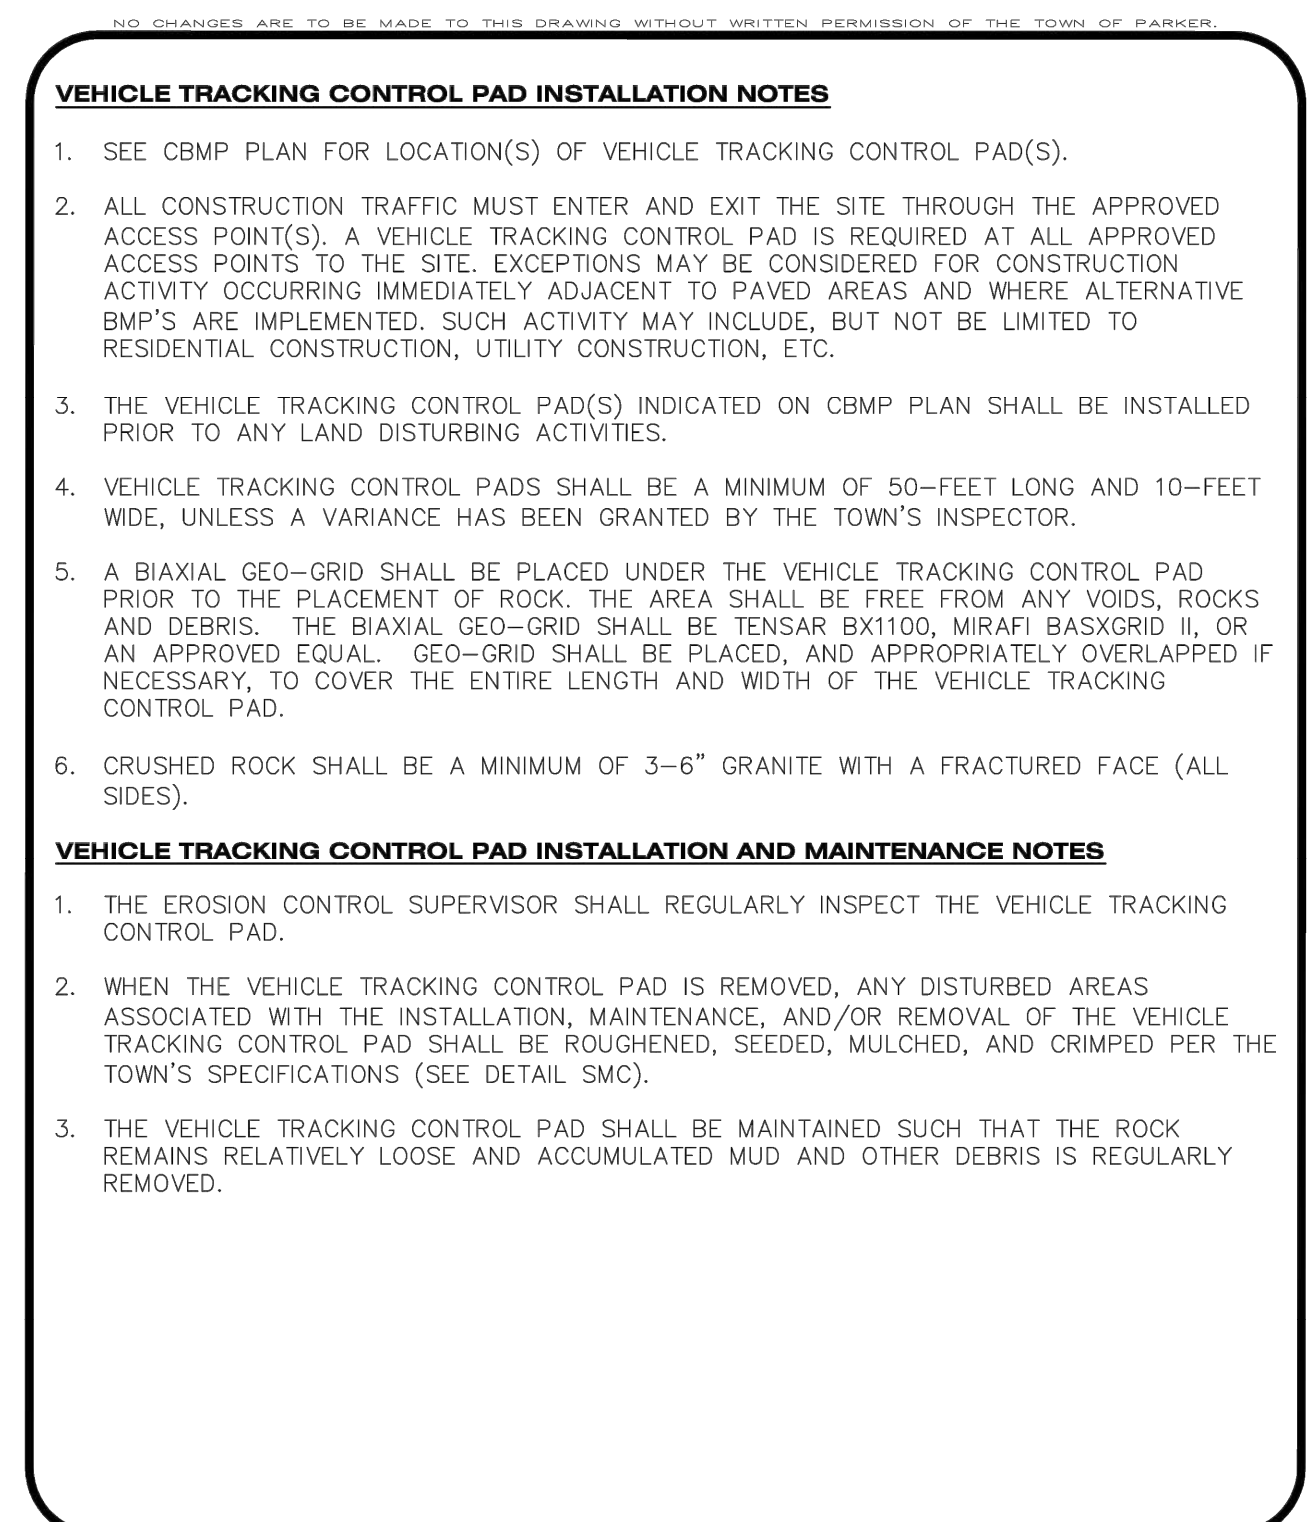 NO CHANGES ARE TO BE MADE TO THIS DRAWING WITHOUT WRITTEN PERMISSION OF THE TOWN OF PARKER.
VEHICLE TRACKING CONTROL PAD INSTALLATION NOTES
1. SEE CBMP PLAN FOR LOCATION(S) OF VEHICLE TRACKING CONTROL PAD(S).
2. ALL CONSTRUCTION TRAFFIC MUST ENTER AND EXIT THE SITE THROUGH THE APPROVED
ACCESS POINT(S). A VEHICLE TRACKING CONTROL PAD IS REQUIRED AT ALL APPROVED
ACCESS POINTS TO THE SITE. EXCEPTIONS MAY BE CONSIDERED FOR CONSTRUCTION
ACTIVITY OCCURRING IMMEDIATELY ADJACENT TO PAVED AREAS AND WHERE ALTERNATIVE
BMP'S ARE IMPLEMENTED. SUCH ACTIVITY MAY INCLUDE, BUT NOT BE LIMITED TO
RESIDENTIAL CONSTRUCTION, UTILITY CONSTRUCTION, ETC.
3. THE VEHICLE TRACKING CONTROL PAD(S) INDICATED ON CBMP PLAN SHALL BE INSTALLED
PRIOR TO ANY LAND DISTURBING ACTIVITIES.
4. VEHICLE TRACKING CONTROL PADS SHALL BE A MINIMUM OF 50-FEET LONG AND 10-FEET
WIDE, UNLESS A VARIANCE HAS BEEN GRANTED BY THE TOWN'S INSPECTOR.
5. A BIAXIAL GEO-GRID SHALL BE PLACED UNDER THE VEHICLE TRACKING CONTROL PAD
PRIOR TO THE PLACEMENT OF ROCK. THE AREA SHALL BE FREE FROM ANY VOIDS, ROCKS
AND DEBRIS. THE BIAXIAL GEO-GRID SHALL BE TENSAR BX1100, MIRAFI BASXGRID II, OR
AN APPROVED EQUAL. GEO-GRID SHALL BE PLACED, AND APPROPRIATELY OVERLAPPED IF
NECESSARY, TO COVER THE ENTIRE LENGTH AND WIDTH OF THE VEHICLE TRACKING
CONTROL PAD.
6. CRUSHED ROCK SHALL BE A MINIMUM OF 3-6" GRANITE WITH A FRACTURED FACE (ALL
SIDES).
VEHICLE TRACKING CONTROL PAD INSTALLATION AND MAINTENANCE NOTES
1. THE EROSION CONTROL SUPERVISOR SHALL REGULARLY INSPECT THE VEHICLE TRACKING
CONTROL PAD.
2. WHEN THE VEHICLE TRACKING CONTROL PAD IS REMOVED, ANY DISTURBED AREAS
ASSOCIATED WITH THE INSTALLATION, MAINTENANCE, AND/OR REMOVAL OF THE VEHICLE
TRACKING CONTROL PAD SHALL BE ROUGHENED, SEEDED, MULCHED, AND CRIMPED PER THE
TOWN'S SPECIFICATIONS (SEE DETAIL SMC).
3. THE VEHICLE TRACKING CONTROL PAD SHALL BE MAINTAINED SUCH THAT THE ROCK
REMAINS RELATIVELY LOOSE AND ACCUMULATED MUD AND OTHER DEBRIS IS REGULARLY
REMOVED.